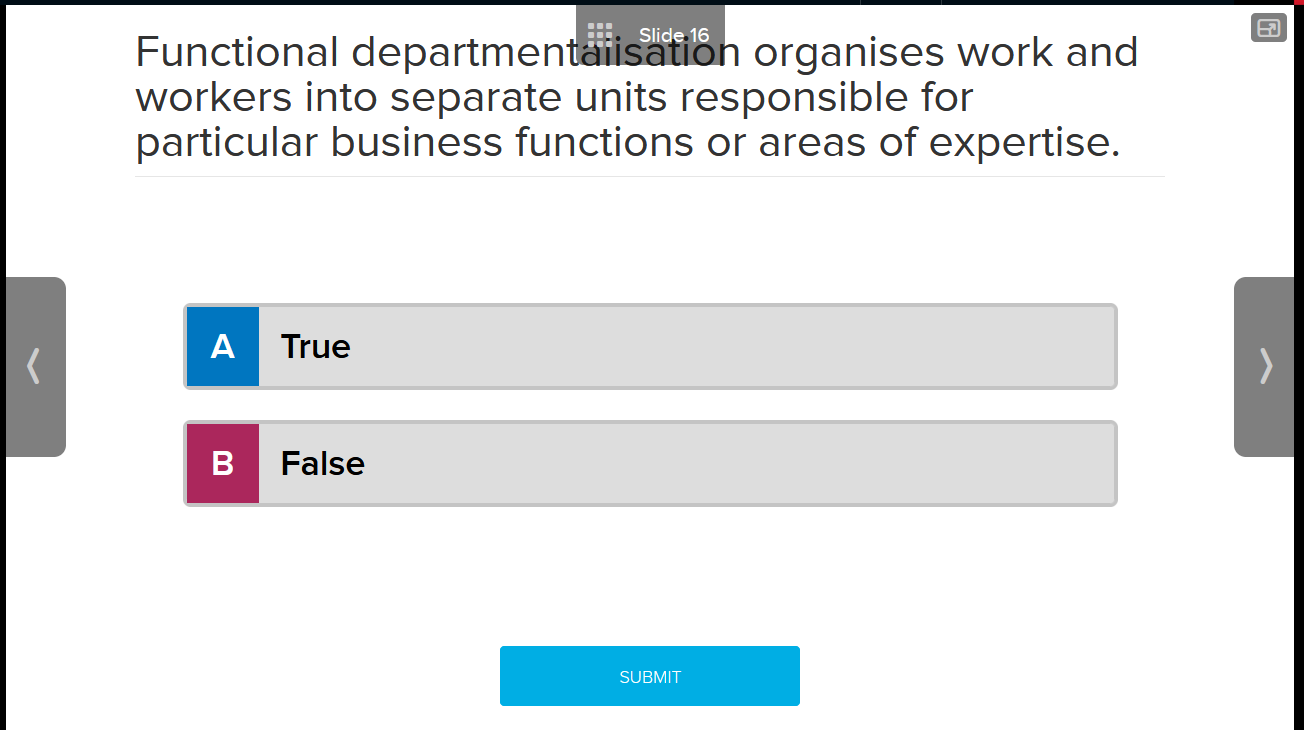 Slide 16
Functional departmentalisation organises work and
workers into separate units responsible for
particular business functions or areas of expertise.
A True
B False
SUBMIT